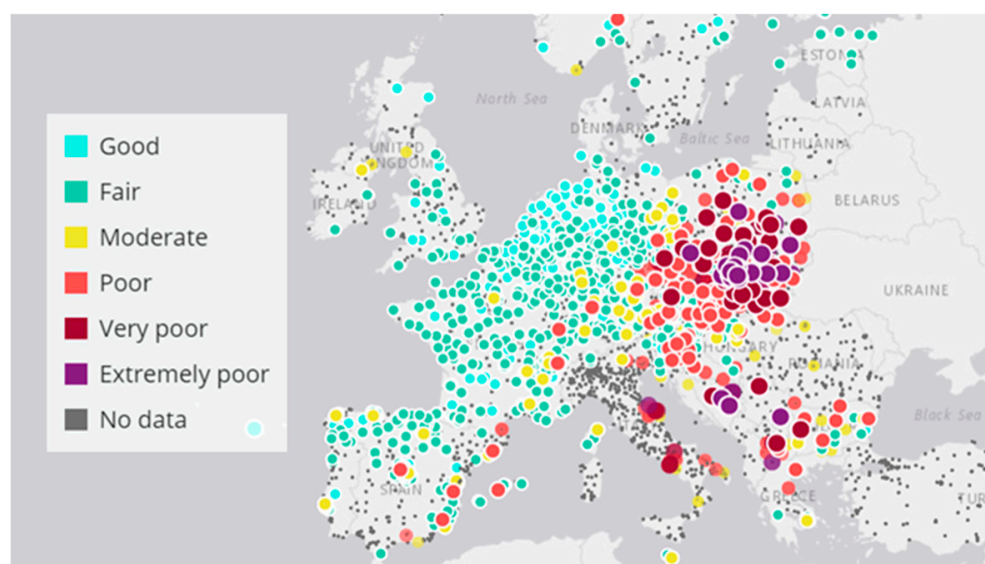 North Sea
ESTONIA
LATVIA
DENMARK
Baltic Sea
LITHUANIA
UNITED
KINGDOM
IRELAND
BELARUS
Good
Fair
Moderate
Poor
Very poor
Extremely poor
No data
UKRAINE
HUNGARY
ROMANIA
Black Sea
SPAIN
GREECE
TUR